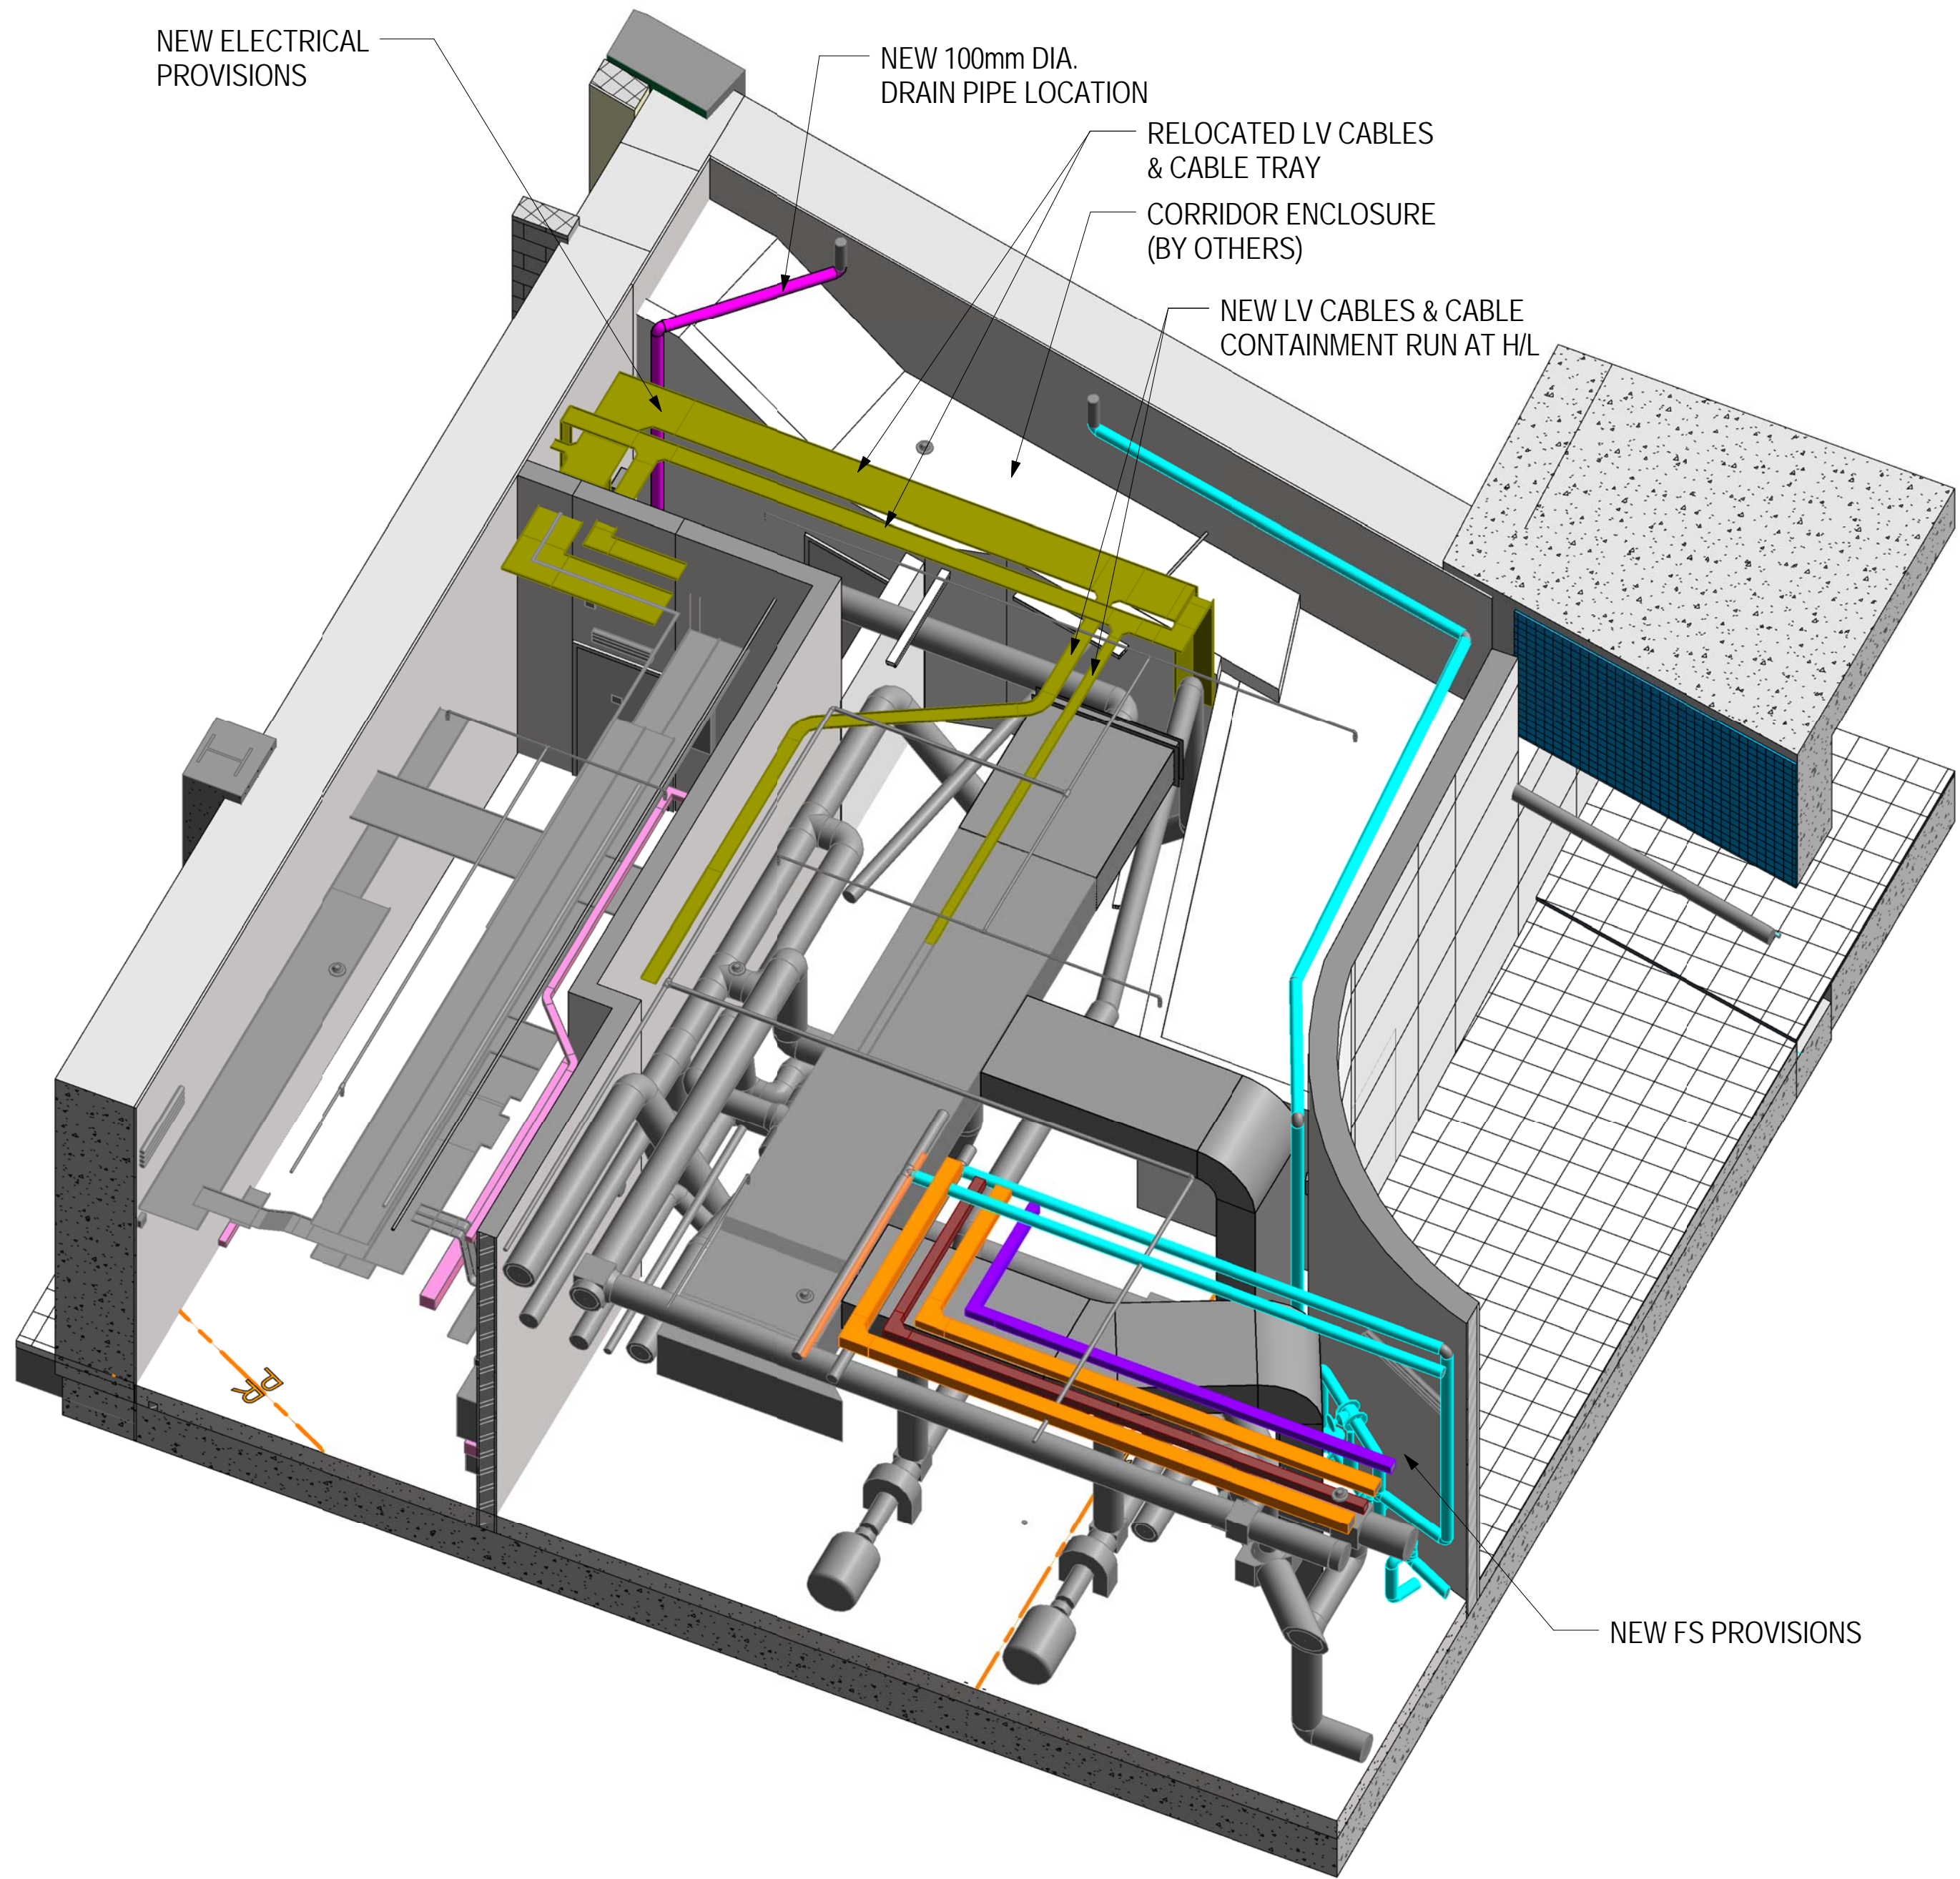 NEW ELECTRICAL
PROVISIONS
NEW 100mm DIA.
DRAIN PIPE LOCATION
RELOCATED LV CABLES
& CABLE TRAY
CORRIDOR ENCLOSURE
(BY OTHERS)
NEW LV CABLES & CABLE
CONTAINMENT RUN AT H/L
PR
NEW FS PROVISIONS